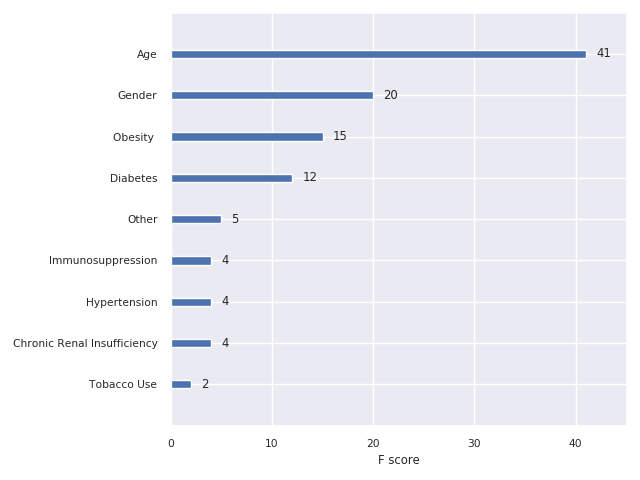 Age 41
Gender 20
Obesity 15
Diabetes 12
Other 5
Immunosuppression 4
Hypertension 4
Chronic Renal Insufficiency 4
Tobacco Use 2
0 10 20 30 40
F score